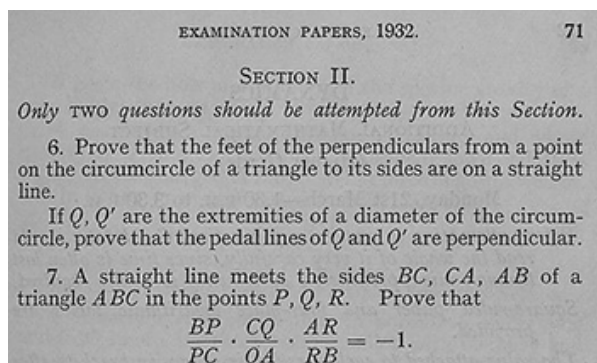 EXAMINATION PAPERS, 1932. 71
SECTION II.
Only TWO questions should be attempted from this Section.
6. Prove that the feet of the perpendiculars from a point
on the circumcircle of a triangle to its sides are on a straight
line.
If Q, Q′ are the extremities of a diameter of the circum-
circle, prove that the pedal lines of Q and Q′ are perpendicular.
7. A straight line meets the sides BC, CA, AB of a
triangle ABC in the points P, Q, R. Prove that
BP/PC · CQ/QA · AR/RB = −1.